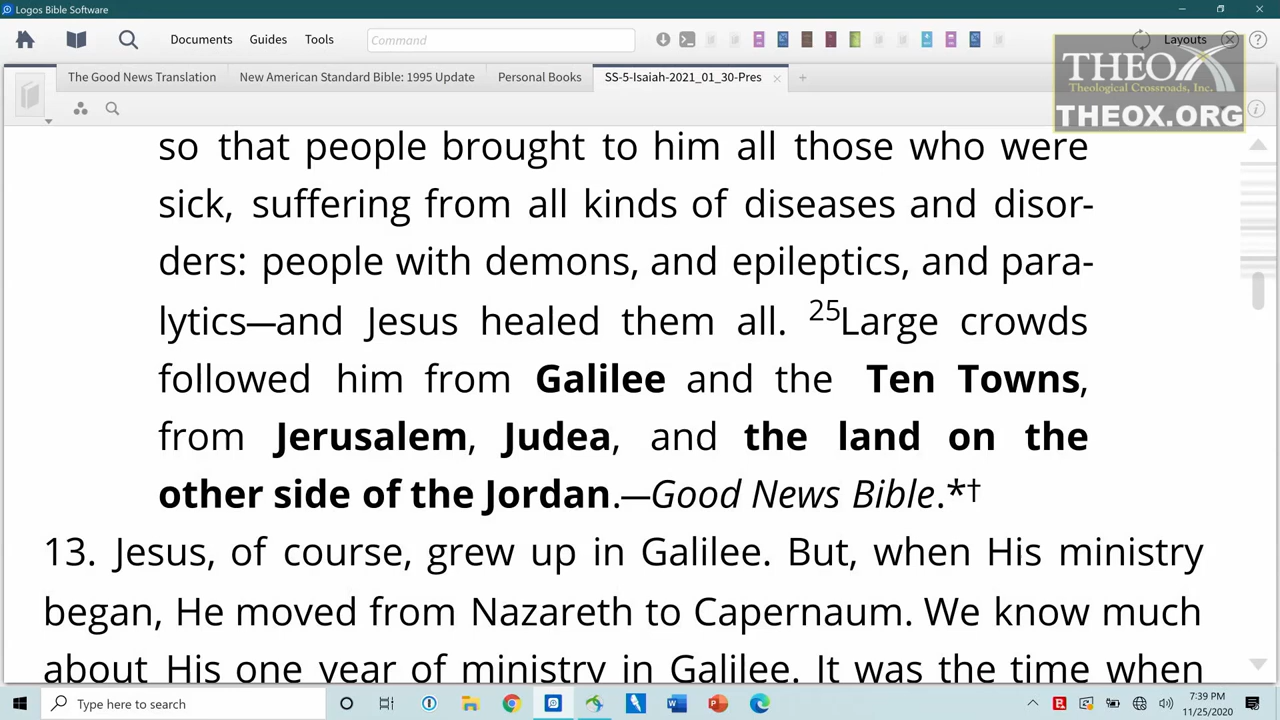 Logos Bible Software
Documents Guides Tools Command Layouts
THEOX
Theological Crossroads, Inc.
THEOX.ORG
The Good News Translation New American Standard Bible: 1995 Update Personal Books SS-5-Isaiah-2021_01_30-Pres
so that people brought to him all those who were
sick, suffering from all kinds of diseases and disor-
ders: people with demons, and epileptics, and para-
lytics—and Jesus healed them all. 25Large crowds
followed him from Galilee and the Ten Towns,
from Jerusalem, Judea, and the land on the
other side of the Jordan.—Good News Bible.*†
13. Jesus, of course, grew up in Galilee. But, when His ministry
began, He moved from Nazareth to Capernaum. We know much
about His one year of ministry in Galilee. It was the time when
Type here to search
7:39 PM
11/25/2020